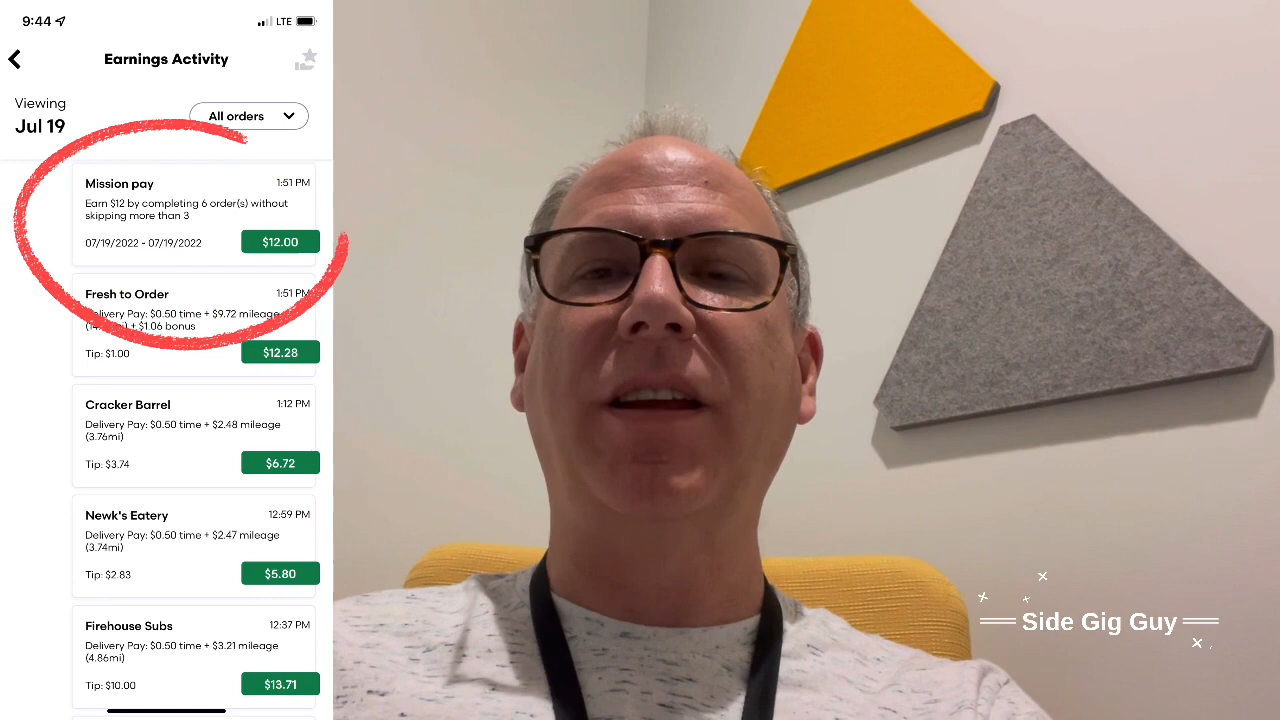 9:44
LTE
Earnings Activity
Viewing
Jul 19
All orders
Mission pay
1:51 PM
Earn $12 by completing 6 order(s) without
skipping more than 3
07/19/2022 - 07/19/2022
$12.00
Fresh to Order
1:51 PM
Delivery Pay: $0.50 time + $9.72 mileage
+ $1.06 bonus
Tip: $1.00
$12.28
Cracker Barrel
1:12 PM
Delivery Pay: $0.50 time + $2.48 mileage
(3.76mi)
Tip: $3.74
$6.72
Newk's Eatery
12:59 PM
Delivery Pay: $0.50 time + $2.47 mileage
(3.74mi)
Tip: $2.83
$5.80
Firehouse Subs
12:37 PM
Delivery Pay: $0.50 time + mileage
(4.86mi)
Tip: $10.00
$13.71
Side Gig Guy